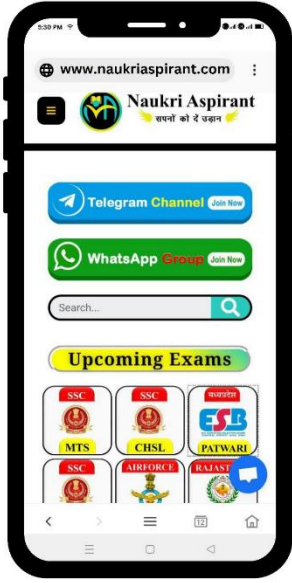 5:30 PM
www.naukriaspirant.com
Naukri Aspirant
सपनों को दें उड़ान
Telegram Channel Join Now
WhatsApp Group Join Now
Search...
Upcoming Exams
SSC
MTS
SSC
CHSL
मध्यप्रदेश
ESB
PATWARI
SSC
AIRFORCE
RAJAST
12